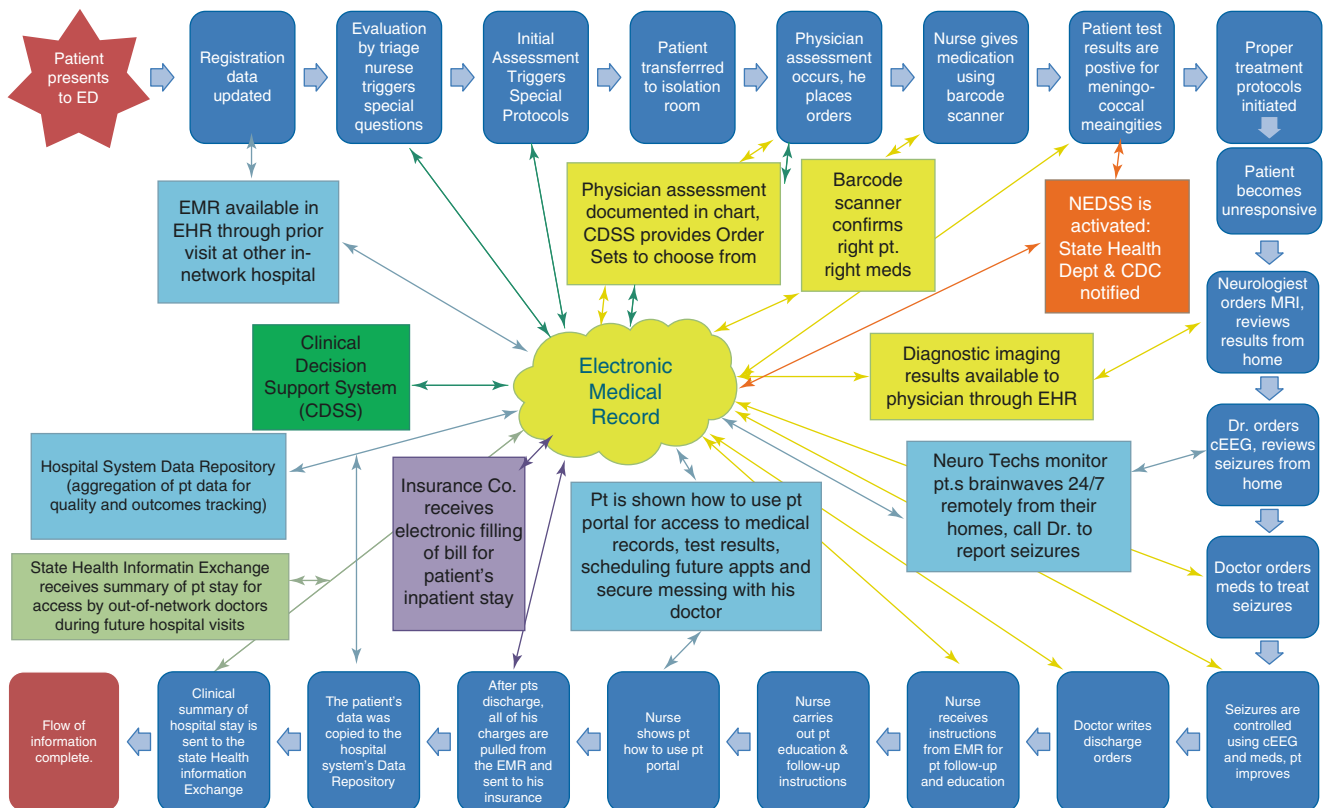 Patient
presents
to ED
Registration
data
updated
Evaluation
by triage
nurese
triggers
special
questions
Initial
Assessment
Triggers
Special
Protocols
Patient
transferrred
to isolation
room
Physician
assessment
occurs, he
places
orders
Nurse gives
medication
using
barcode
scanner
Patient test
results are
postive for
meningo-
coccal
meaingities
Proper
treatment
protocols
initiated
Patient
becomes
unresponsive
EMR available in
EHR through prior
visit at other in-
network hospital
Physician assessment
documented in chart,
CDSS provides Order
Sets to choose from
Barcode
scanner
confirms
right pt.
right meds
NEDSS is
activated:
State Health
Dept & CDC
notified
Neurologiest
orders MRI,
reviews
results from
home
Clinical
Decision
Support System
(CDSS)
Electronic
Medical
Record
Diagnostic imaging
results available to
physician through EHR
Dr. orders
cEEG, reviews
seizures from
home
Hospital System Data Repository
(aggregation of pt data for
quality and outcomes tracking)
Insurance Co.
receives
electronic filling
of bill for
patient's
inpatient stay
Pt is shown how to use pt
portal for access to medical
records, test results,
scheduling future appts and
secure messing with his
doctor
Neuro Techs monitor
pt.s brainwaves 24/7
remotely from their
homes, call Dr. to
report seizures
Doctor orders
meds to treat
seizures
State Health Informatin Exchange
receives summary of pt stay for
access by out-of-network doctors
during future hospital visits
Flow of
information
complete.
Clinical
summary of
hospital stay is
sent to the
state Health
information
Exchange
The patient's
data was
copied to the
hospital
system's Data
Repository
After pts
discharge,
all of his
charges are
pulled from
the EMR and
sent to his
insurance
Nurse
shows pt
how to use pt
portal
Nurse
carries
out pt
education &
follow-up
instructions
Nurse
receives
instructions
from EMR for
pt follow-up
and education
Doctor writes
discharge
orders
Seizures are
controlled
using cEEG
and meds, pt
improves